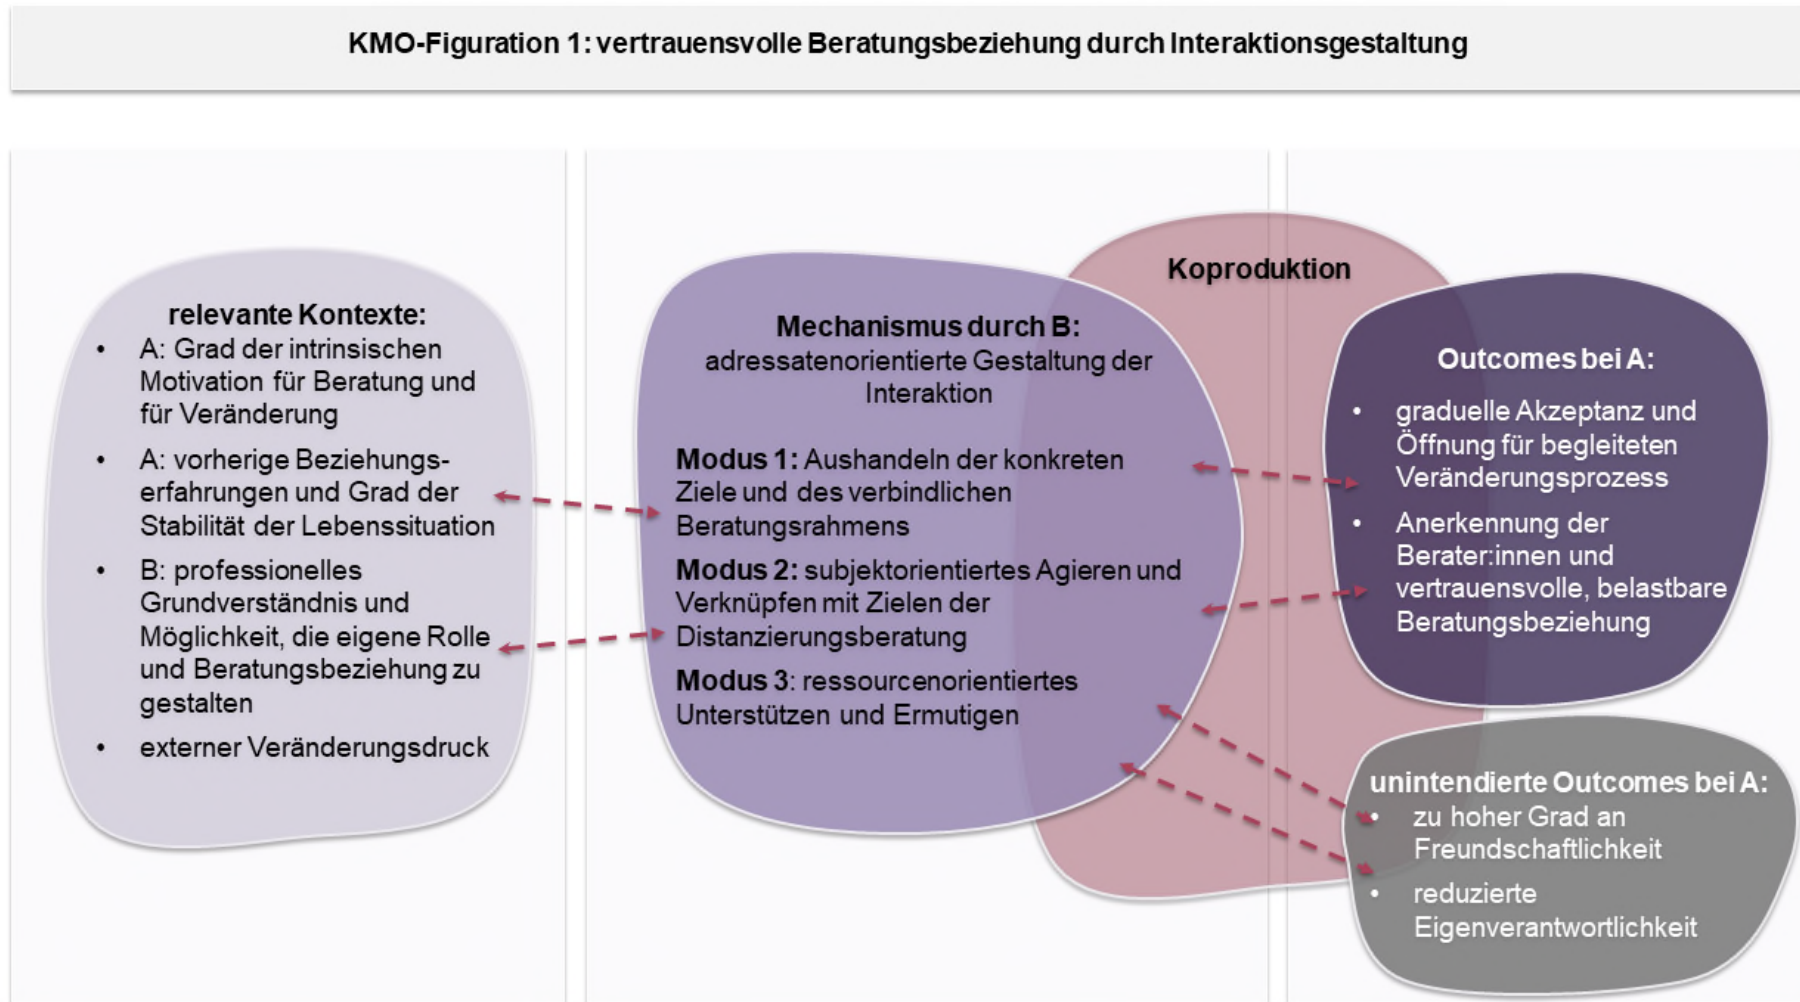 KMO-Figuration 1: vertrauensvolle Beratungsbeziehung durch Interaktionsgestaltung
relevante Kontexte:
• A: Grad der intrinsischen
Motivation für Beratung und
für Veränderung
• A: vorherige Beziehungs-
erfahrungen und Grad der
Stabilität der Lebenssituation
• B: professionelles
Grundverständnis und
Möglichkeit, die eigene Rolle
und Beratungsbeziehung zu
gestalten
• externer Veränderungsdruck
Mechanismus durch B:
adressatenorientierte Gestaltung der
Interaktion
Modus 1: Aushandeln der konkreten
Ziele und des verbindlichen
Beratungsrahmens
Modus 2: subjektorientiertes Agieren und
Verknüpfen mit Zielen der
Distanzierungsberatung
Modus 3: ressourcenorientiertes
Unterstützen und Ermutigen
Koproduktion
Outcomes bei A:
• graduelle Akzeptanz und
Öffnung für begleiteten
Veränderungsprozess
• Anerkennung der
Berater:innen und
vertrauensvolle, belastbare
Beratungsbeziehung
unintendierte Outcomes bei A:
• zu hoher Grad an
Freundschaftlichkeit
• reduzierte
Eigenverantwortlichkeit